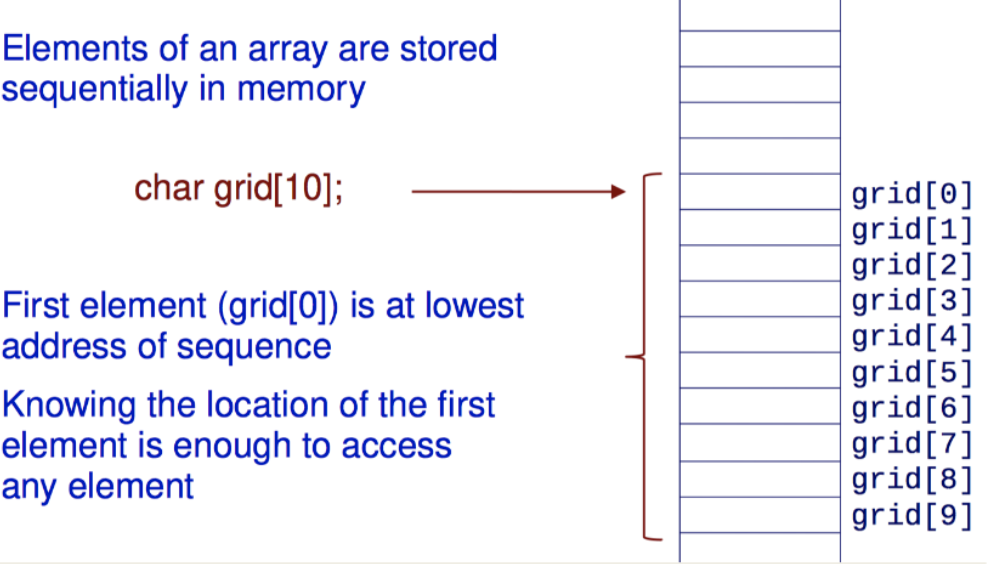 Elements of an array are stored
sequentially in memory
char grid[10];
First element (grid[0]) is at lowest
address of sequence
Knowing the location of the first
element is enough to access
any element
grid[0]
grid[1]
grid[2]
grid[3]
grid[4]
grid[5]
grid[6]
grid[7]
grid[8]
grid[9]